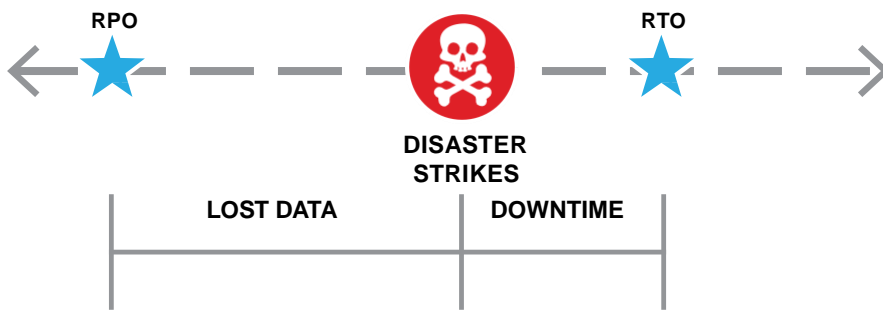 RPO
RTO
DISASTER
STRIKES
LOST DATA
DOWNTIME